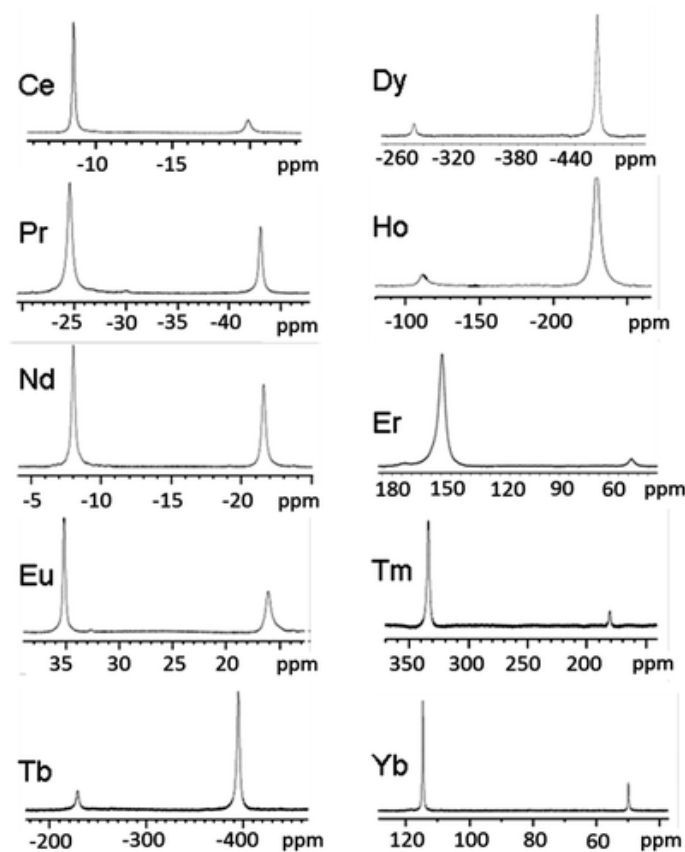 Ce
-10 -15 ppm
Pr
-25 -30 -35 -40 ppm
Nd
-5 -10 -15 -20 ppm
Eu
35 30 25 20 ppm
Tb
-200 -300 -400 ppm
Dy
-260 -320 -380 -440 ppm
Ho
-100 -150 -200 ppm
Er
180 150 120 90 60 ppm
Tm
350 300 250 200 ppm
Yb
120 100 80 60 ppm